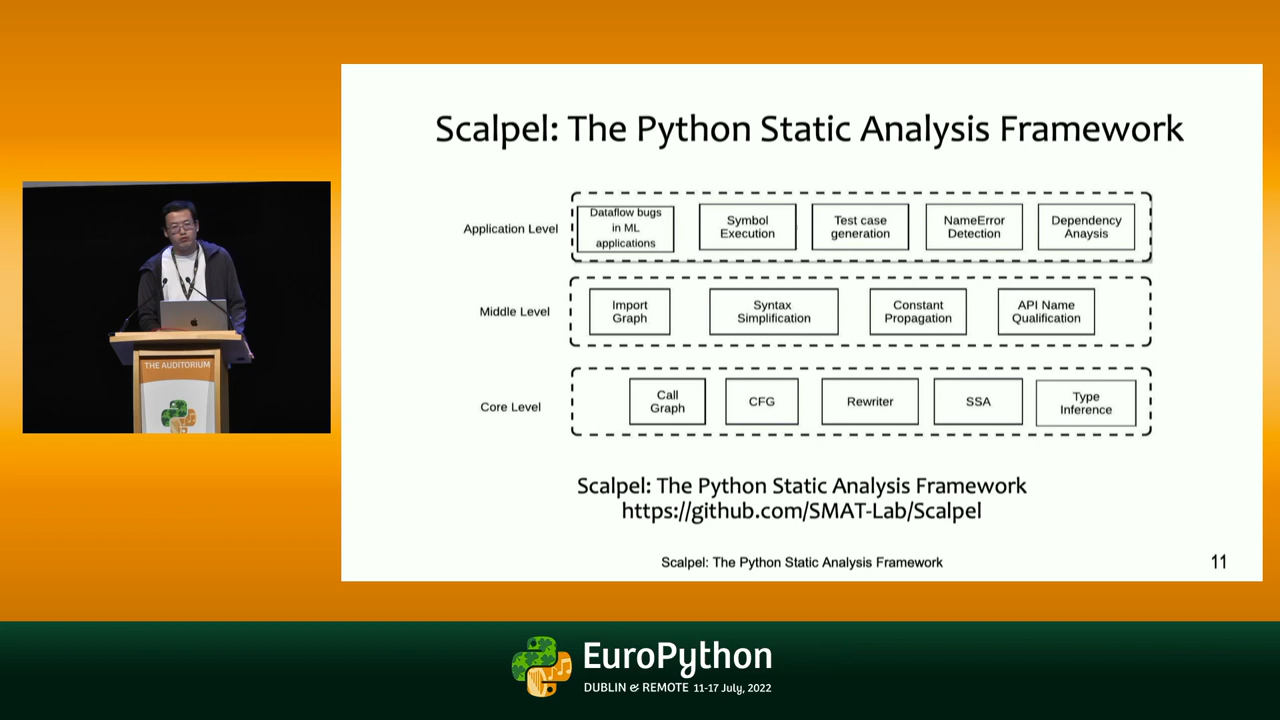 Scalpel: The Python Static Analysis Framework
Application Level
Dataflow bugs
in ML
applications
Symbol
Execution
Test case
generation
NameError
Detection
Dependency
Anaysis
Middle Level
Import
Graph
Syntax
Simplification
Constant
Propagation
API Name
Qualification
Core Level
Call
Graph
CFG
Rewriter
SSA
Type
Inference
Scalpel: The Python Static Analysis Framework
https://github.com/SMAT-Lab/Scalpel
Scalpel: The Python Static Analysis Framework
11
THE AUDITORIUM
EuroPython
DUBLIN & REMOTE 11-17 July, 2022